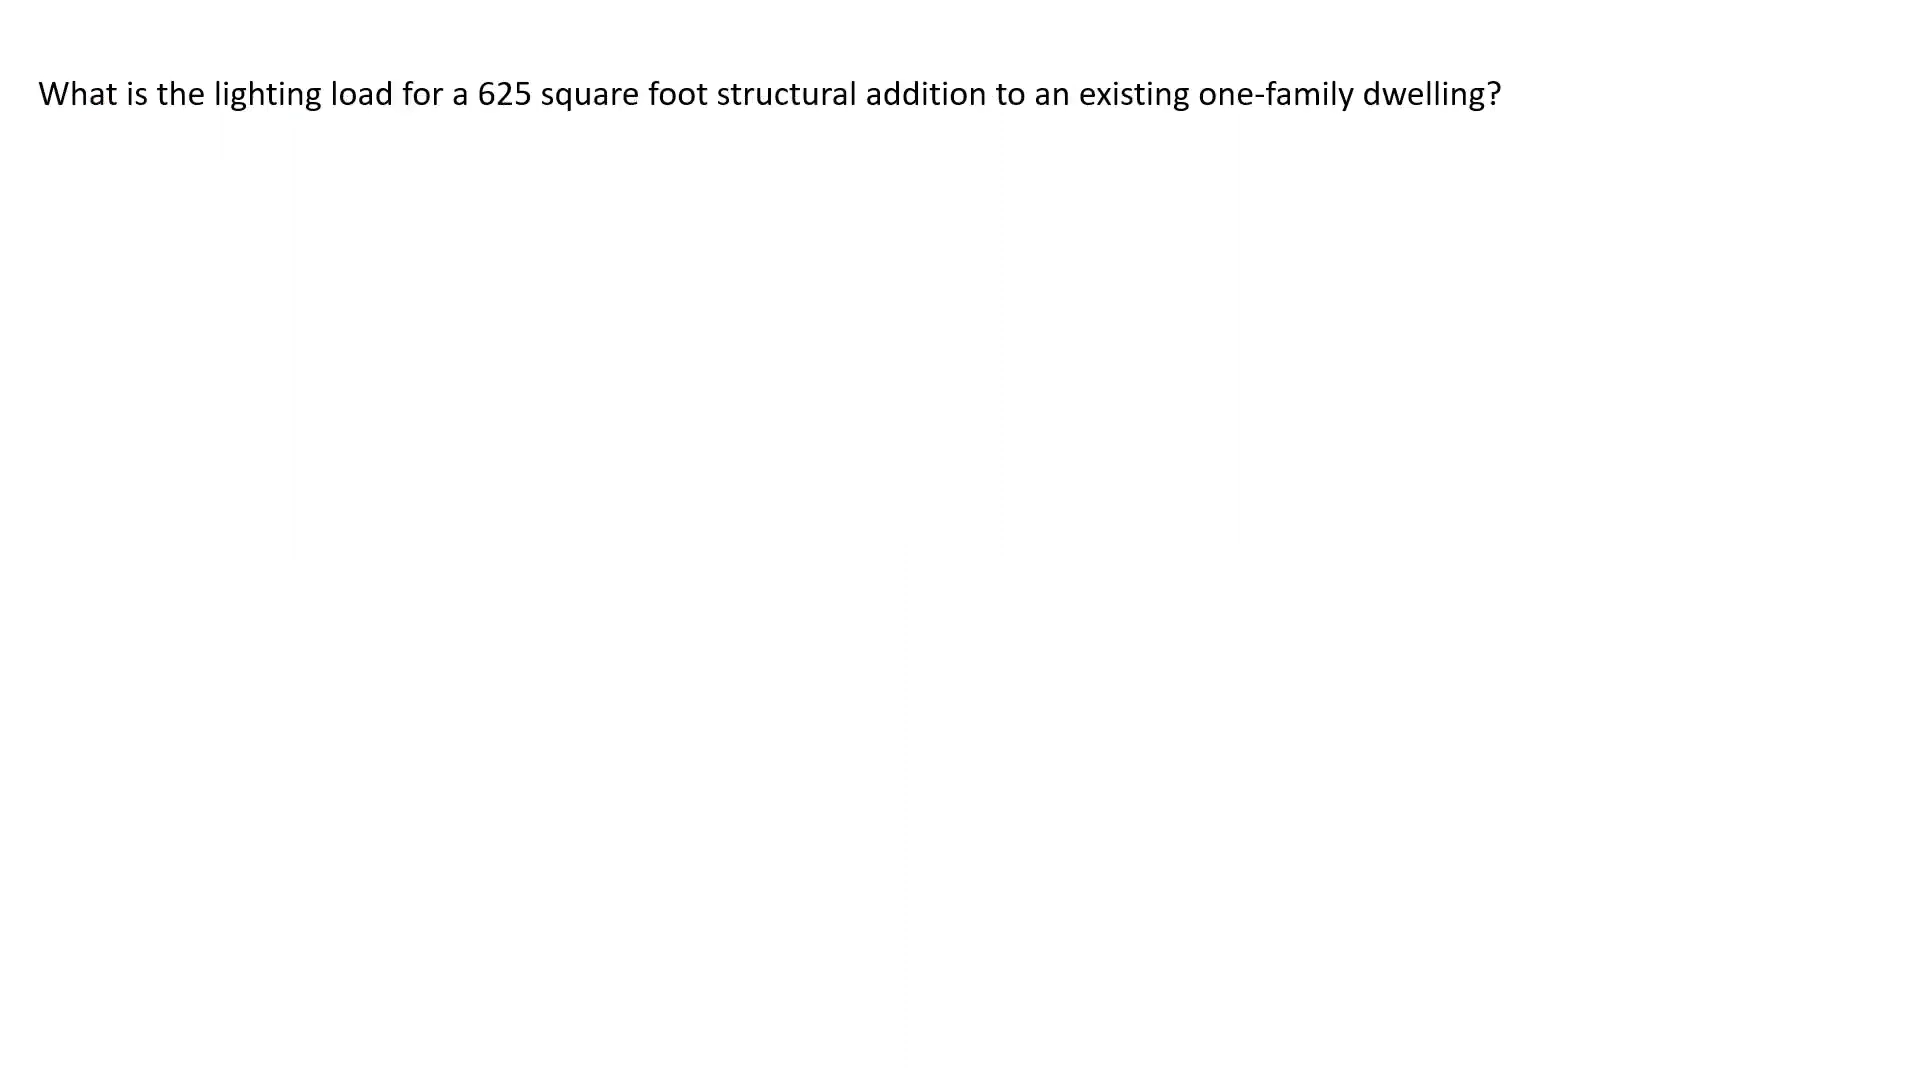 What is the lighting load for a 625 square foot structural addition to an existing one-family dwelling?